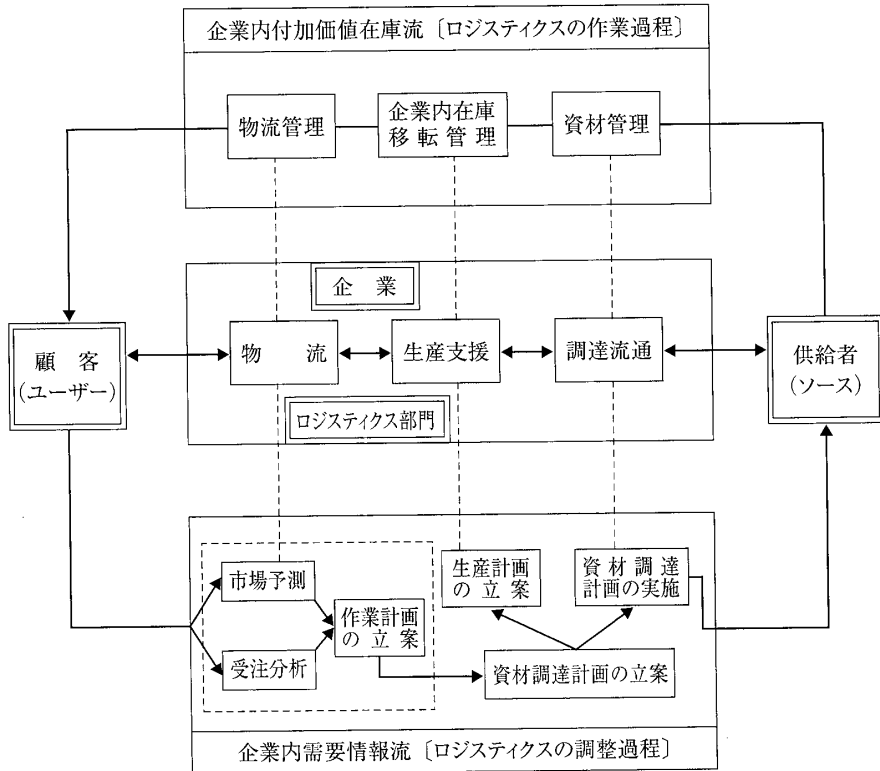 企業内付加価値在庫流〔ロジスティクスの作業過程〕
物流管理
企業内在庫
移転管理
資材管理
企 業
顧 客
(ユーザー)
物 流
生産支援
調達流通
供給者
(ソース)
ロジスティクス部門
市場予測
受注分析
作業計画
の立案
生産計画
の立案
資材調達
計画の実施
資材調達計画の立案
企業内需要情報流〔ロジスティクスの調整過程〕